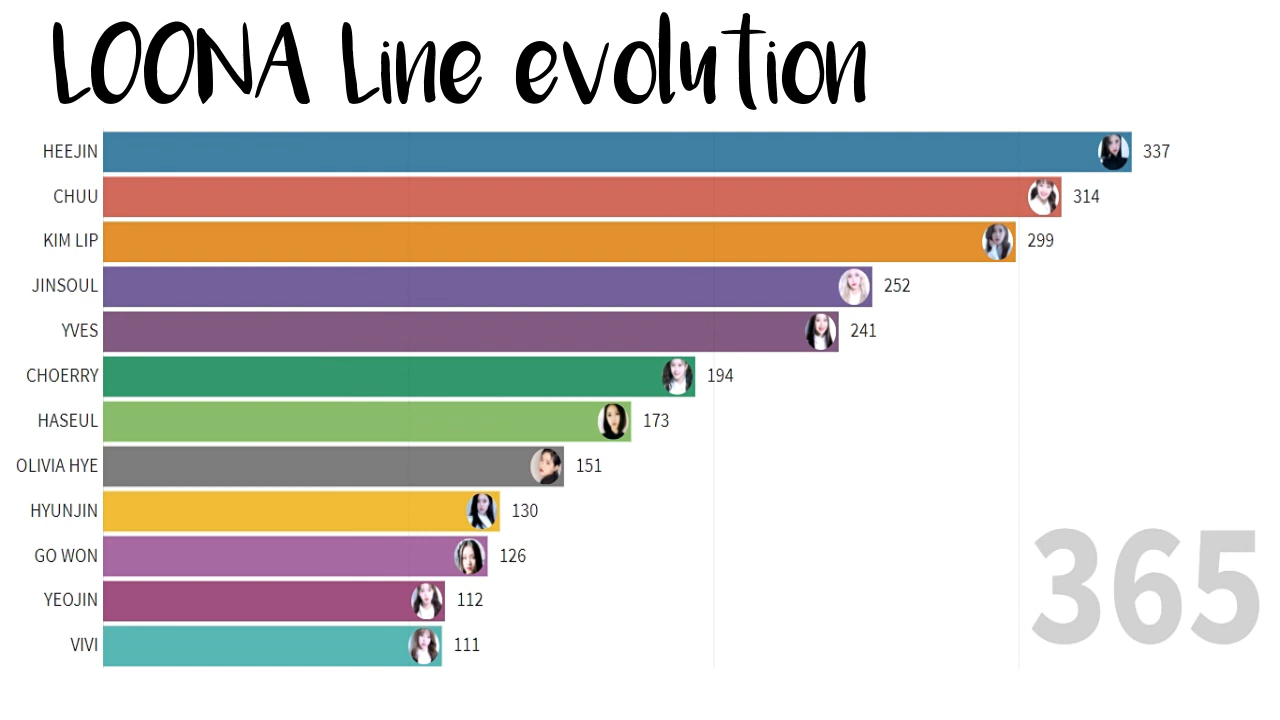 LOONA Line evolution
HEEJIN 337
CHUU 314
KIM LIP 299
JINSOUL 252
YVES 241
CHOERRY 194
HASEUL 173
OLIVIA HYE 151
HYUNJIN 130
GO WON 126
YEOJIN 112
VIVI 111
365